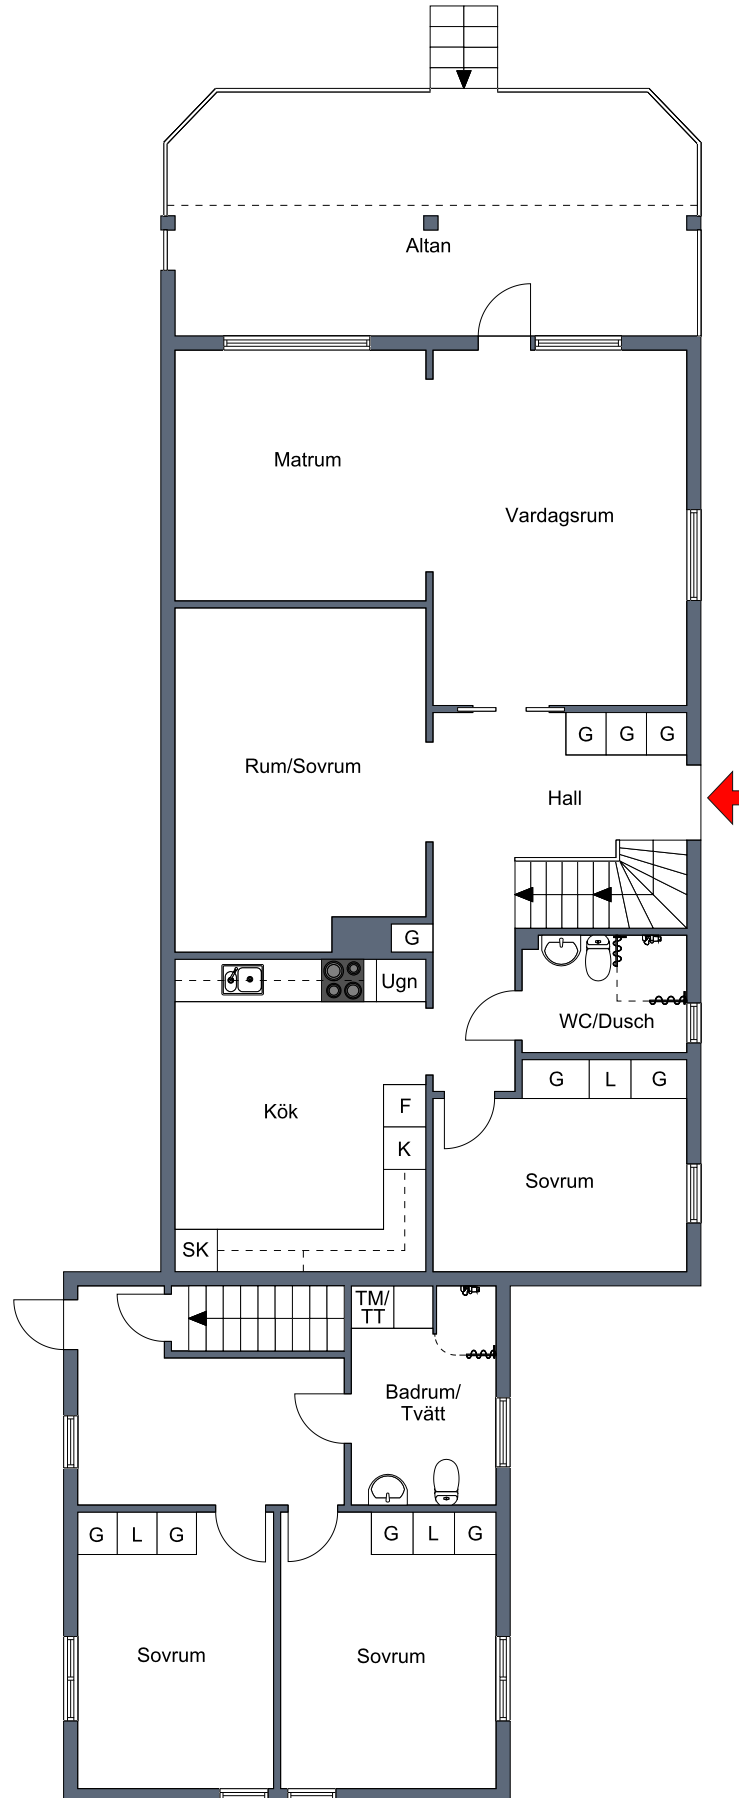 Altan
Matrum
Vardagsrum
G G G
Rum/Sovrum
Hall
G
Ugn
WC/Dusch
G L G
F
Kök
K
Sovrum
SK
TM/
TT
Badrum/
Tvätt
G L G
G L G
Sovrum
Sovrum